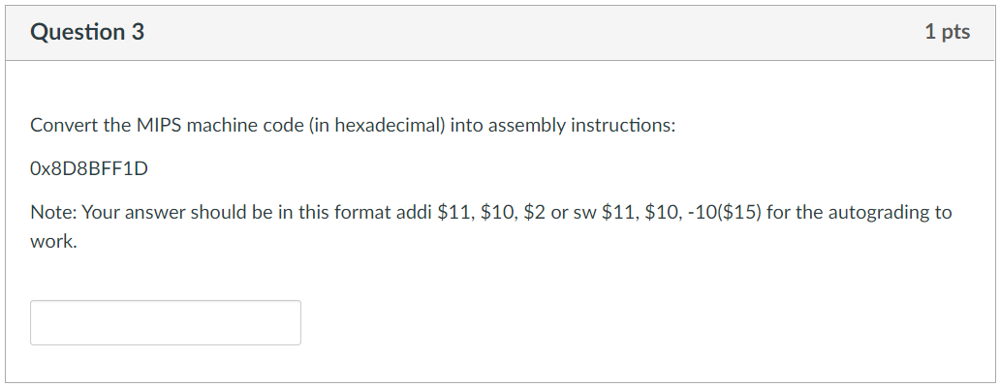 Question 3
1 pts
Convert the MIPS machine code (in hexadecimal) into assembly instructions:
0x8D8BFF1D
Note: Your answer should be in this format addi $11, $10, $2 or sw $11, $10, -10($15) for the autograding to
work.